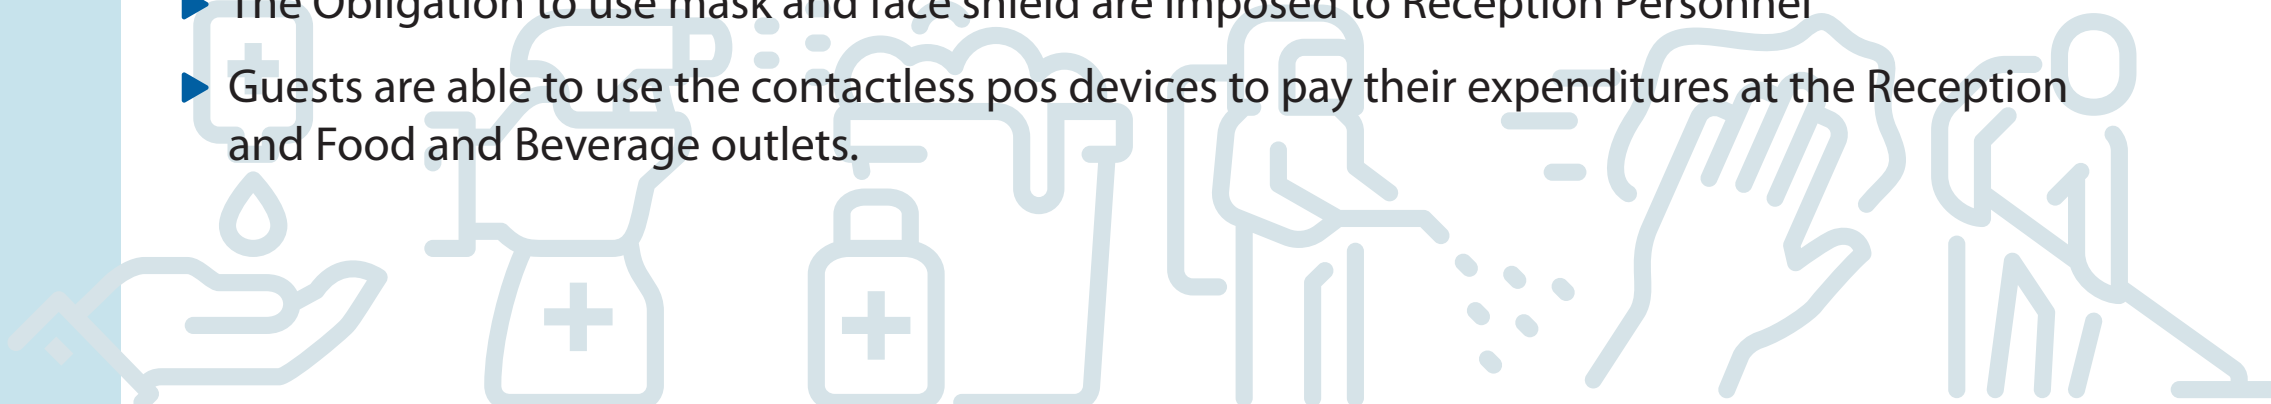 The Obligation to use mask and face shield are imposed to Reception Personnel
Guests are able to use the contactless pos devices to pay their expenditures at the Reception
and Food and Beverage outlets.